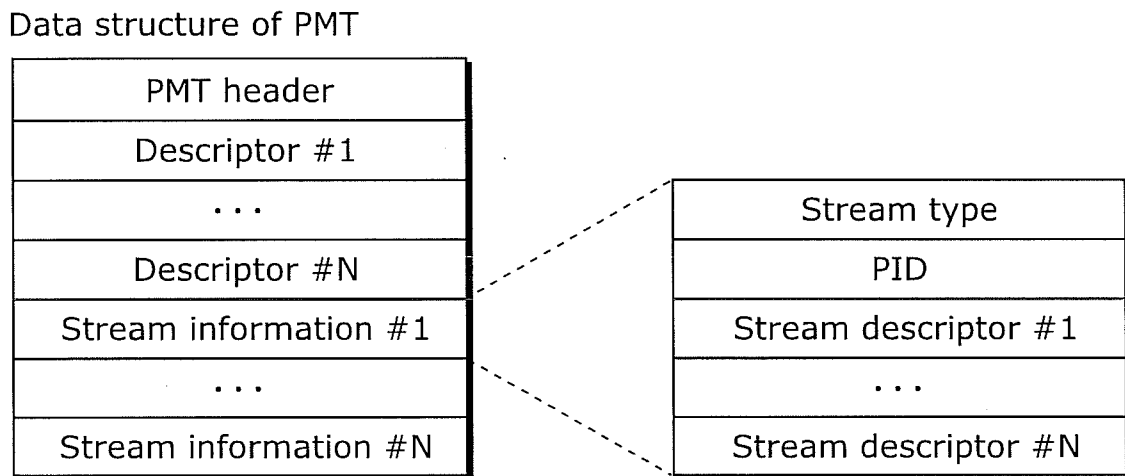 Data structure of PMT
PMT header
Descriptor #1
...
Descriptor #N
Stream information #1
...
Stream information #N
Stream type
PID
Stream descriptor #1
...
Stream descriptor #N